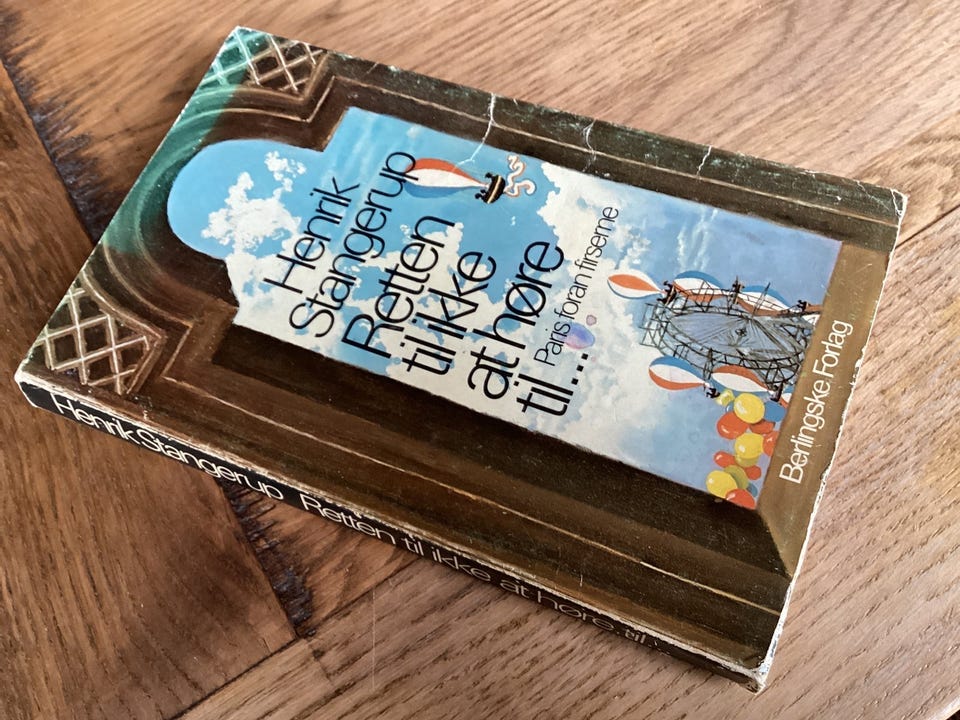 Henrik
Stangerup
Retten
til ikke
at høre
til...
Paris foran firserne
Berlingske Forlag
Henrik Stangerup Retten til ikke at høre til...